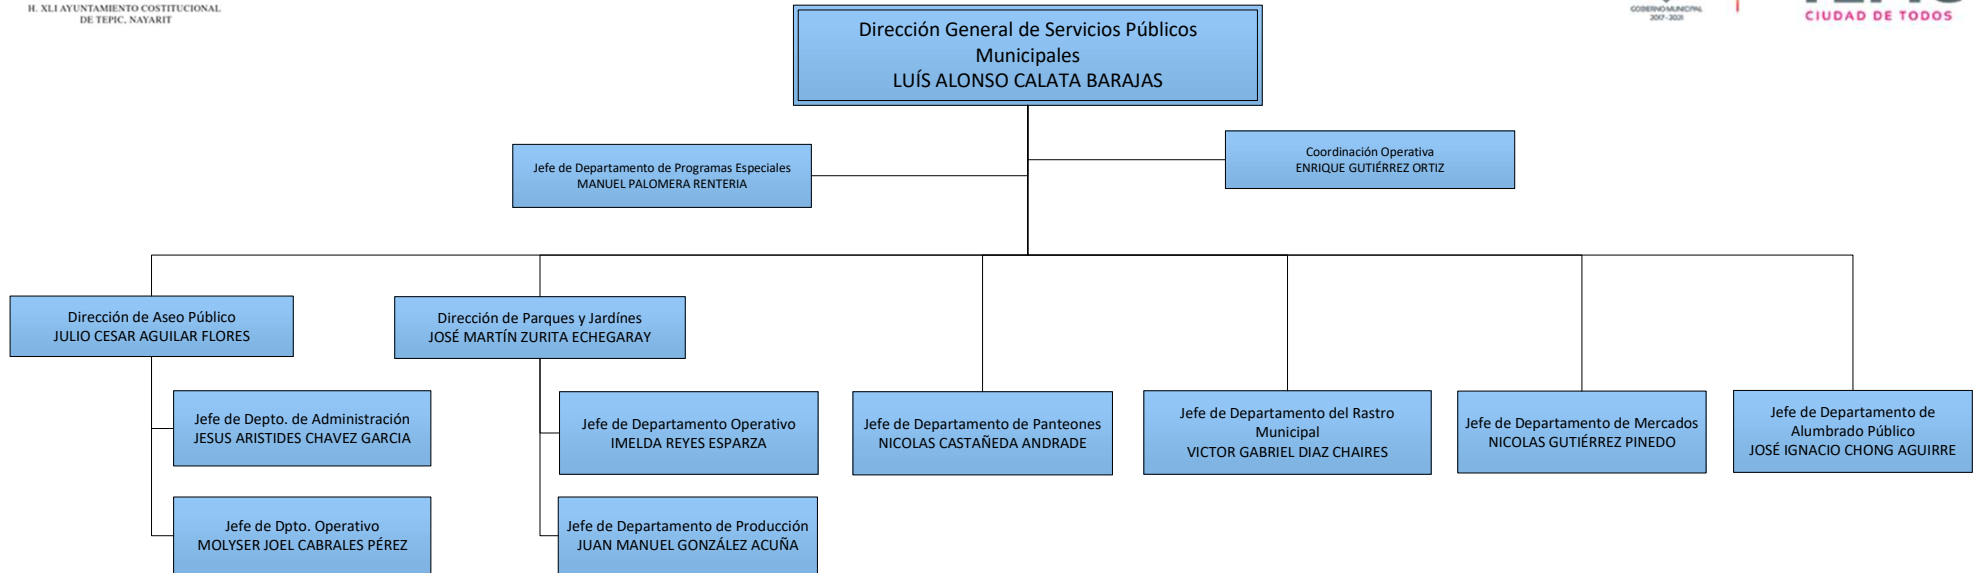 H. XLI AYUNTAMIENTO COSTITUCIONAL
DE TEPIC, NAYARIT
GOBIERNO MUNICIPAL
2017 - 2021
CIUDAD DE TODOS
Dirección General de Servicios Públicos
Municipales
LUÍS ALONSO CALATA BARAJAS
Jefe de Departamento de Programas Especiales
MANUEL PALOMERA RENTERIA
Coordinación Operativa
ENRIQUE GUTIÉRREZ ORTIZ
Dirección de Aseo Público
JULIO CESAR AGUILAR FLORES
Dirección de Parques y Jardínes
JOSÉ MARTÍN ZURITA ECHEGARAY
Jefe de Depto. de Administración
JESUS ARISTIDES CHAVEZ GARCIA
Jefe de Departamento Operativo
IMELDA REYES ESPARZA
Jefe de Departamento de Panteones
NICOLAS CASTAÑEDA ANDRADE
Jefe de Departamento del Rastro
Municipal
VICTOR GABRIEL DIAZ CHAIRES
Jefe de Departamento de Mercados
NICOLAS GUTIÉRREZ PINEDO
Jefe de Departamento de
Alumbrado Público
JOSÉ IGNACIO CHONG AGUIRRE
Jefe de Dpto. Operativo
MOLYSER JOEL CABRALES PÉREZ
Jefe de Departamento de Producción
JUAN MANUEL GONZÁLEZ ACUÑA